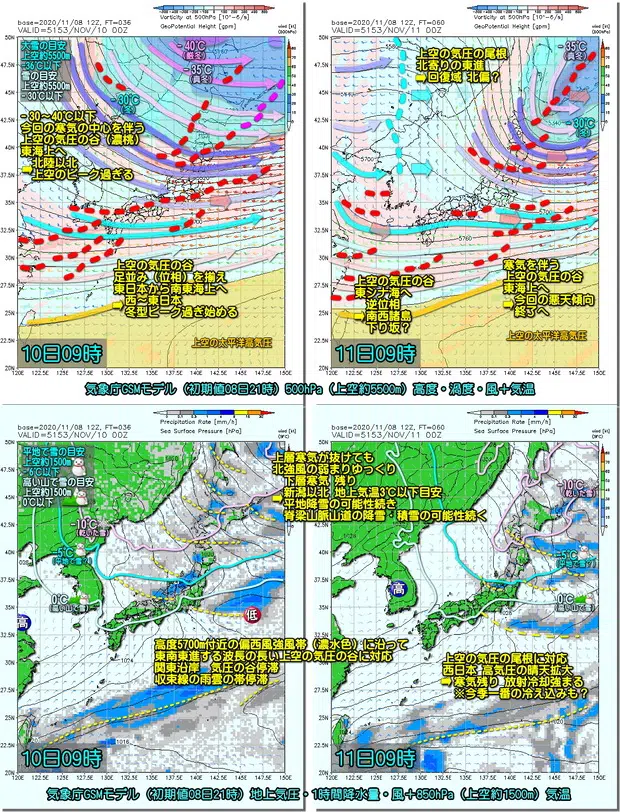 Vorticity at 500hPa [10^-6/s]
base=2020/11/08 12Z, FT=036
GeoPotential Height [gpm]
VALID=5153/NOV/10 00Z
大雪の目安
上空約5500m
-36℃以下
雪の目安
上空約5500m
-30℃以下
-40℃
(厳冬)
-35℃
(真冬)
-30℃
(冬)
-30~-40℃以下
今回の寒気の中心を伴う
上空の気圧の谷(濃桃)
東海上へ
北陸以北
上空のピーク過ぎる
上空の気圧の谷
足並み(位相)を揃え
東日本から南東海上へ
西~東日本
冬型ピーク過ぎ始める
上空の太平洋高気圧
10日09時
Vorticity at 500hPa [10^-6/s]
base=2020/11/08 12Z, FT=060
GeoPotential Height [gpm]
VALID=5153/NOV/11 00Z
上空の気圧の尾根
北寄りの東進
回復域 北偏?
-35℃
(真冬)
-30℃
(冬)
上空の気圧の谷
東シナ海へ
逆位相
南西諸島
下り坂?
寒気を伴う
上空の気圧の谷
東海上へ
今回の悪天傾向
終了へ
上空の太平洋高気圧
11日09時
気象庁GSMモデル(初期値08日21時)500hPa(上空約5500m)高度・渦度・風+気温
Precipitation Rate [mm/h]
base=2020/11/08 12Z, FT=036
Sea Surface Pressure [hPa]
VALID=5153/NOV/10 00Z
平地で雪の目安
上空約1500m
-6℃以下
高い山で雪の目安
上空約1500m
0℃以下
-10℃
(乾いた雪)
-5℃
(平地で雪?)
0℃
(高い山で雪)
高
低
高度5700m付近の偏西風強風帯(濃水色)に沿って
東南東進する波長の長い上空の気圧の谷に対応
関東沿岸 気圧の谷停滞
収束線の雨雲の帯停滞
10日09時
Precipitation Rate [mm/h]
base=2020/11/08 12Z, FT=060
Sea Surface Pressure [hPa]
VALID=5153/NOV/11 00Z
上層寒気が抜けても
北強風の弱まりゆっくり
下層寒気 残り
新潟以北 地上気温3℃以下目安
平地降雪の可能性続き
脊梁山脈山道の降雪・積雪の可能性続く
-10℃
(乾いた雪)
-5℃
(平地で雪?)
0℃
(高い山で雪)
高
上空の気圧の尾根に対応
西日本 高気圧の晴天拡大
寒気残り 放射冷却強まる
※今季一番の冷え込みも?
11日09時
気象庁GSMモデル(初期値08日21時)地上気圧・1時間降水量・風+850hPa(上空約1500m)気温